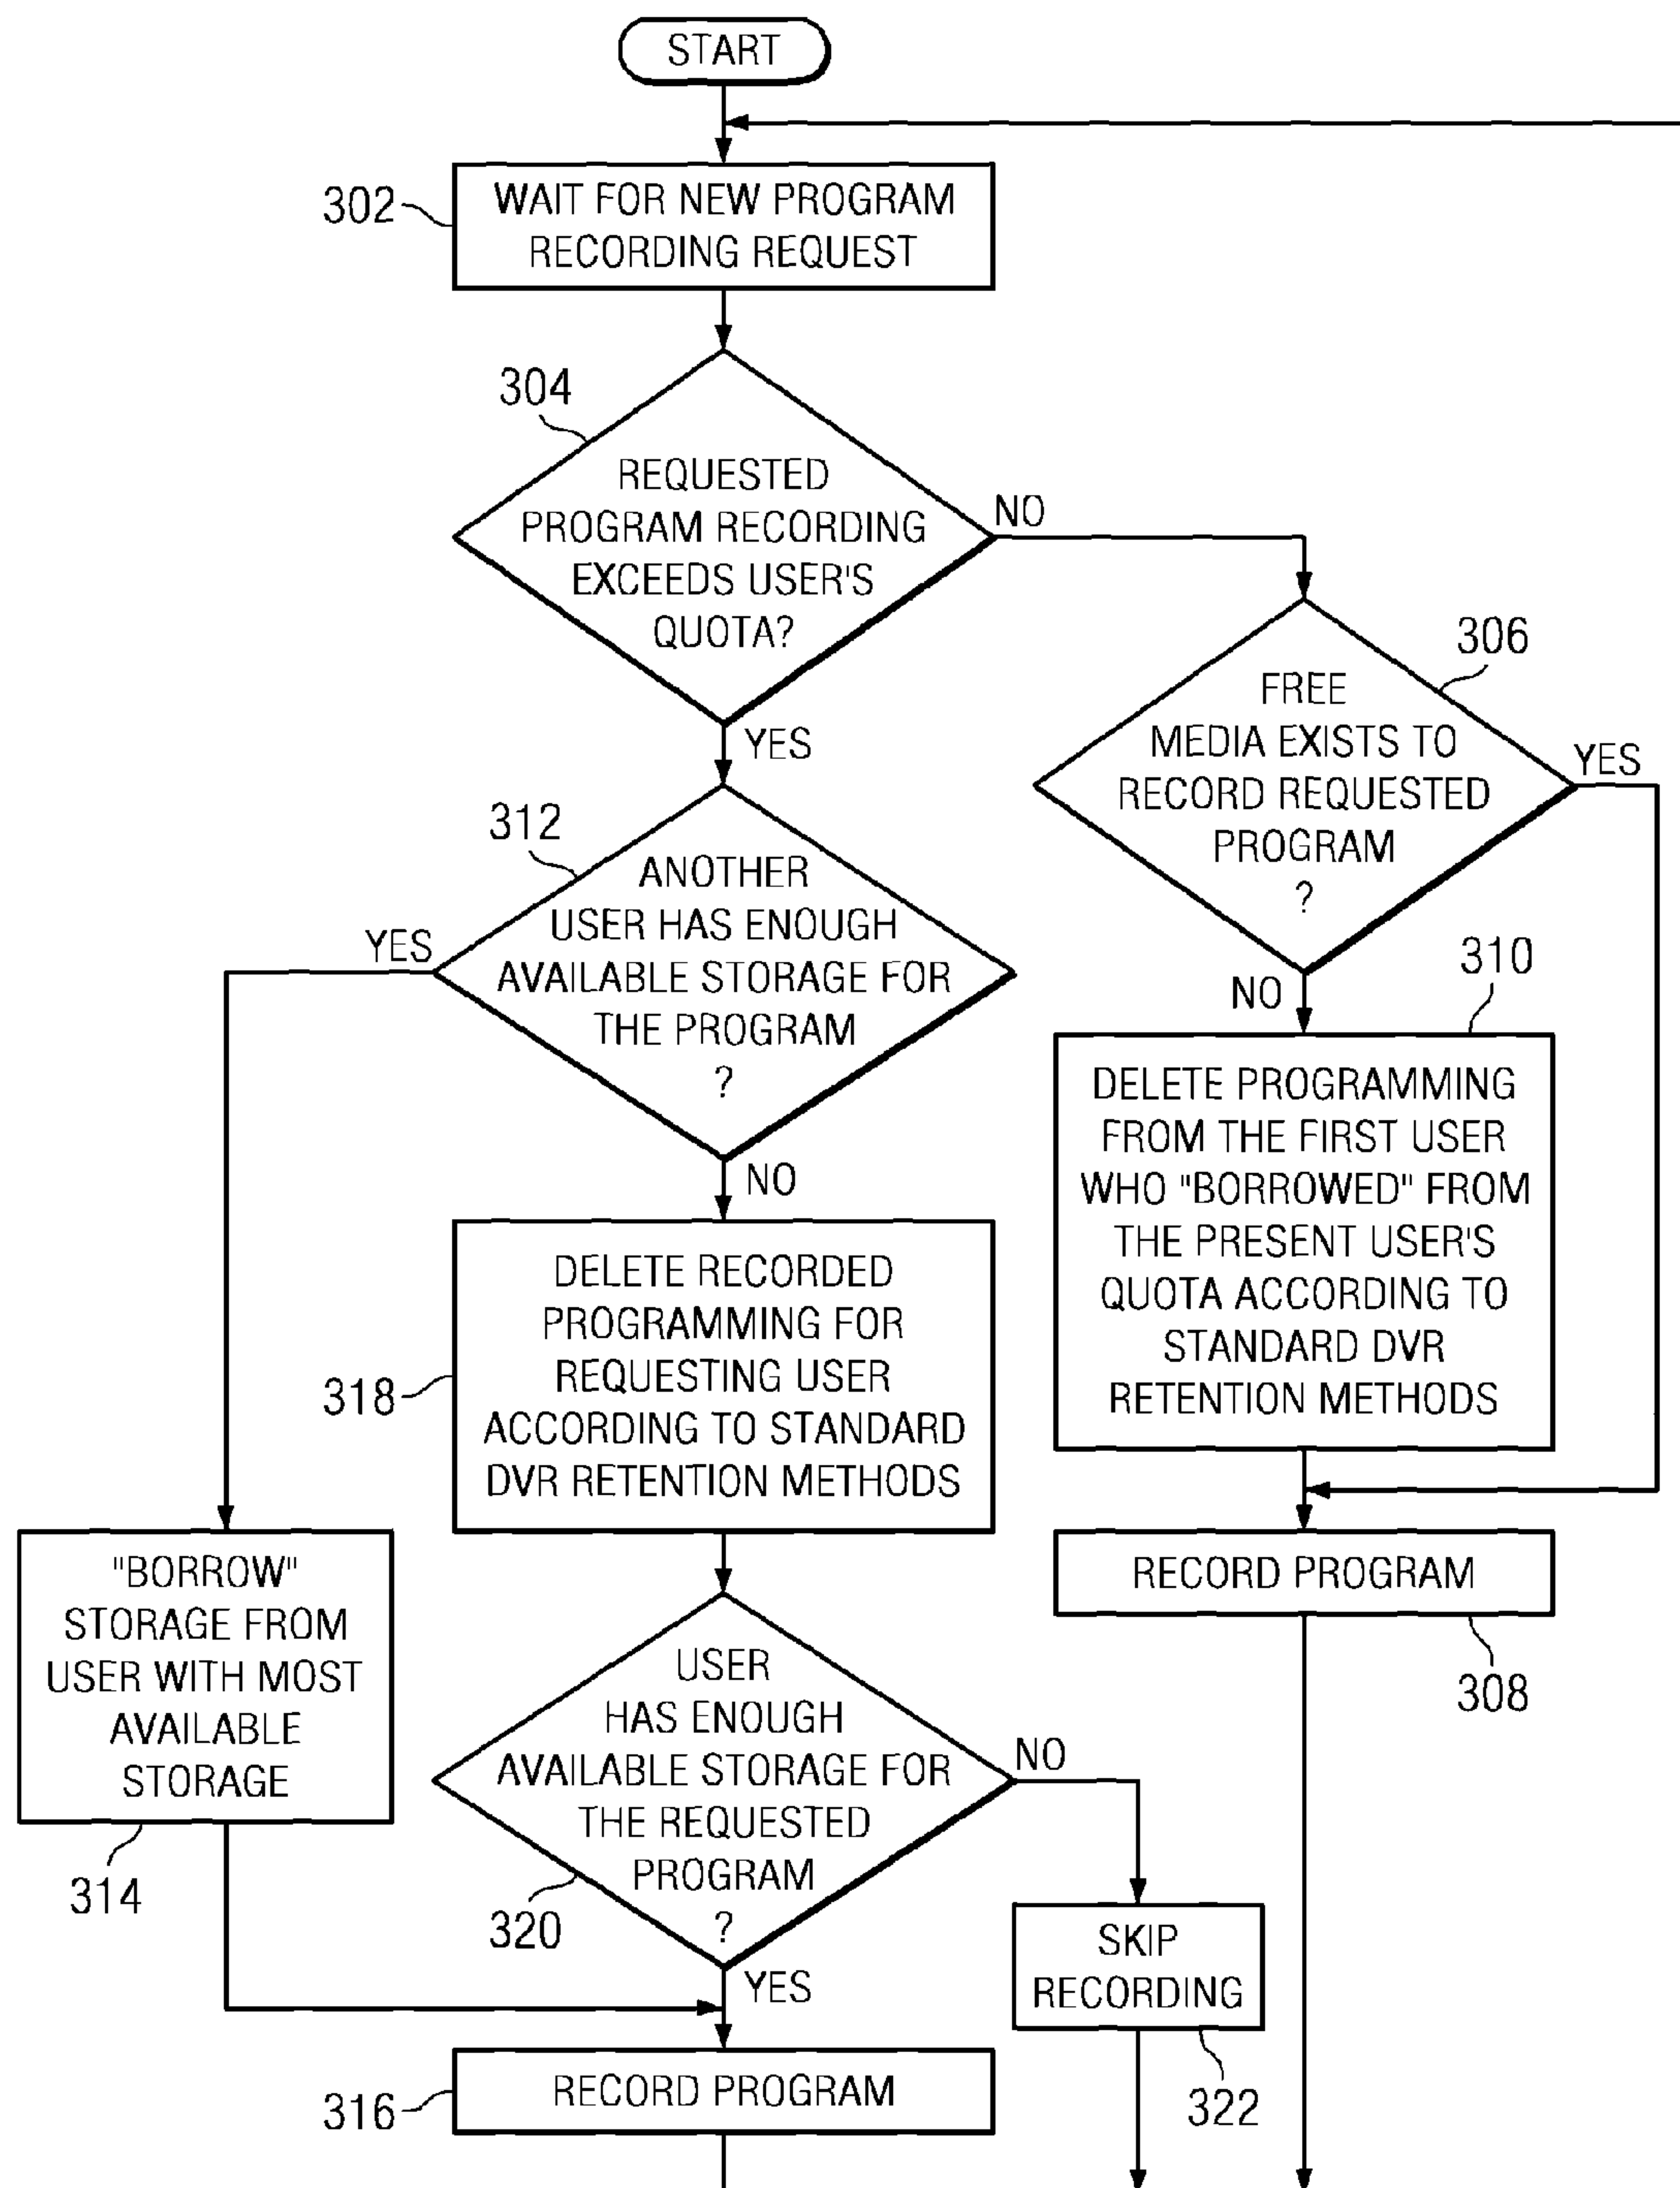 START
302
WAIT FOR NEW PROGRAM
RECORDING REQUEST
304
REQUESTED
PROGRAM RECORDING
EXCEEDS USER'S
QUOTA?
NO
YES
306
FREE
MEDIA EXISTS TO
RECORD REQUESTED
PROGRAM
?
YES
NO
312
ANOTHER
USER HAS ENOUGH
AVAILABLE STORAGE FOR
THE PROGRAM
?
YES
NO
310
DELETE PROGRAMMING
FROM THE FIRST USER
WHO "BORROWED" FROM
THE PRESENT USER'S
QUOTA ACCORDING TO
STANDARD DVR
RETENTION METHODS
318
DELETE RECORDED
PROGRAMMING FOR
REQUESTING USER
ACCORDING TO STANDARD
DVR RETENTION METHODS
"BORROW"
STORAGE FROM
USER WITH MOST
AVAILABLE
STORAGE
314
RECORD PROGRAM
308
USER
HAS ENOUGH
AVAILABLE STORAGE FOR
THE REQUESTED
PROGRAM
?
320
NO
YES
SKIP
RECORDING
322
316
RECORD PROGRAM